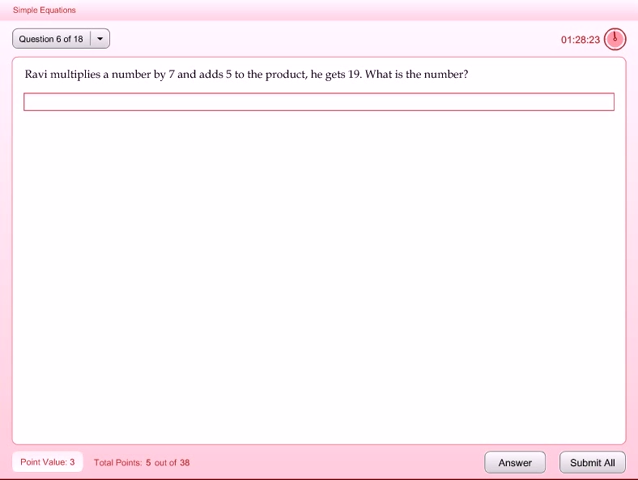 Simple Equations
Question 6 of 18
01:28:23
Ravi multiplies a number by 7 and adds 5 to the product, he gets 19. What is the number?
Point Value: 3
Total Points: 5 out of 38
Answer
Submit All